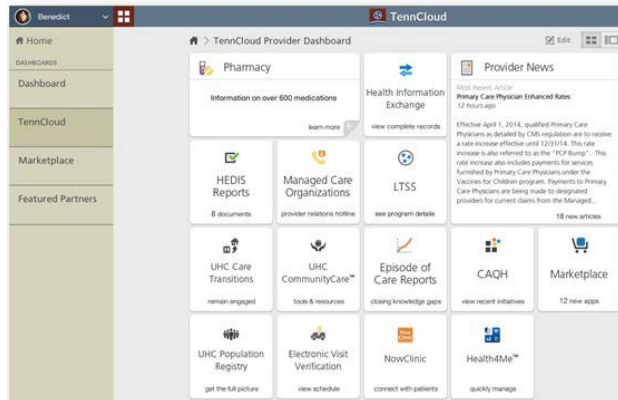 Benedict
TennCloud
Home
DASHBOARDS
Dashboard
TennCloud
Marketplace
Featured Partners
> TennCloud Provider Dashboard
Edit
Pharmacy
Information on over 600 medications
learn more
Health Information
Exchange
view complete records
Provider News
Most Recent Article
Primary Care Physician Enhanced Rates
12 hours ago
Effective April 1, 2014, qualified Primary Care
Physicians as detailed by CMS regulation are to receive
a rate increase effective until 12/31/14. This rate
increase is also referred to as the "PCP Bump". This
rate increase also includes payments for services
furnished by Primary Care Physicians under the
Vaccines for Children program. Payments to Primary
Care Physicians are being made to designated
providers for current claims from the Managed...
18 new articles
HEDIS
Reports
8 documents
Managed Care
Organizations
provider relations hotline
LTSS
see program details
UHC Care
Transitions
remain engaged
UHC
CommunityCare™
tools & resources
Episode of
Care Reports
closing knowledge gaps
CAQH
view recent initiatives
Marketplace
12 new apps
UHC Population
Registry
get the full picture
Electronic Visit
Verification
view schedule
Now
Clinic
NowClinic
connect with patients
Health4Me™
quickly manage